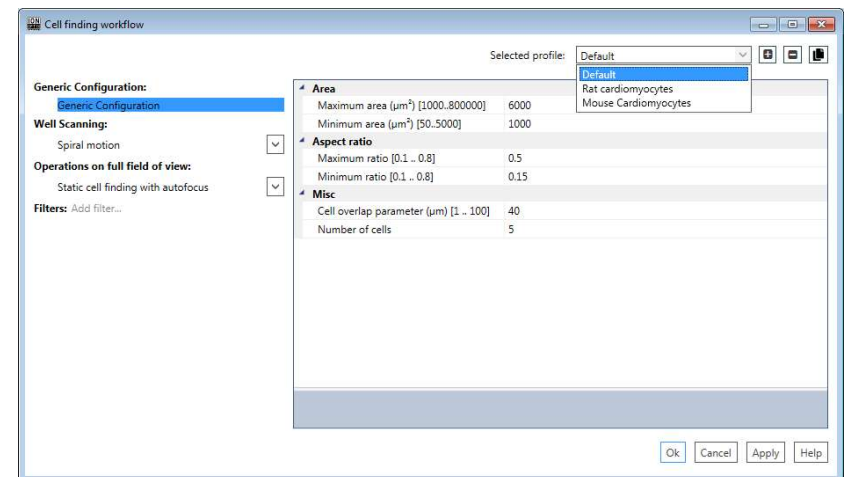 ION
Cell finding workflow
Selected profile: Default
Default
Rat cardiomyocytes
Mouse Cardiomyocytes
Generic Configuration:
Generic Configuration
Well Scanning:
Spiral motion
Operations on full field of view:
Static cell finding with autofocus
Filters: Add filter...
Area
Maximum area (µm²) [1000..800000] 6000
Minimum area (µm²) [50..5000] 1000
Aspect ratio
Maximum ratio [0.1 .. 0.8] 0.5
Minimum ratio [0.1 .. 0.8] 0.15
Misc
Cell overlap parameter (µm) [1 .. 100] 40
Number of cells 5
Ok Cancel Apply Help